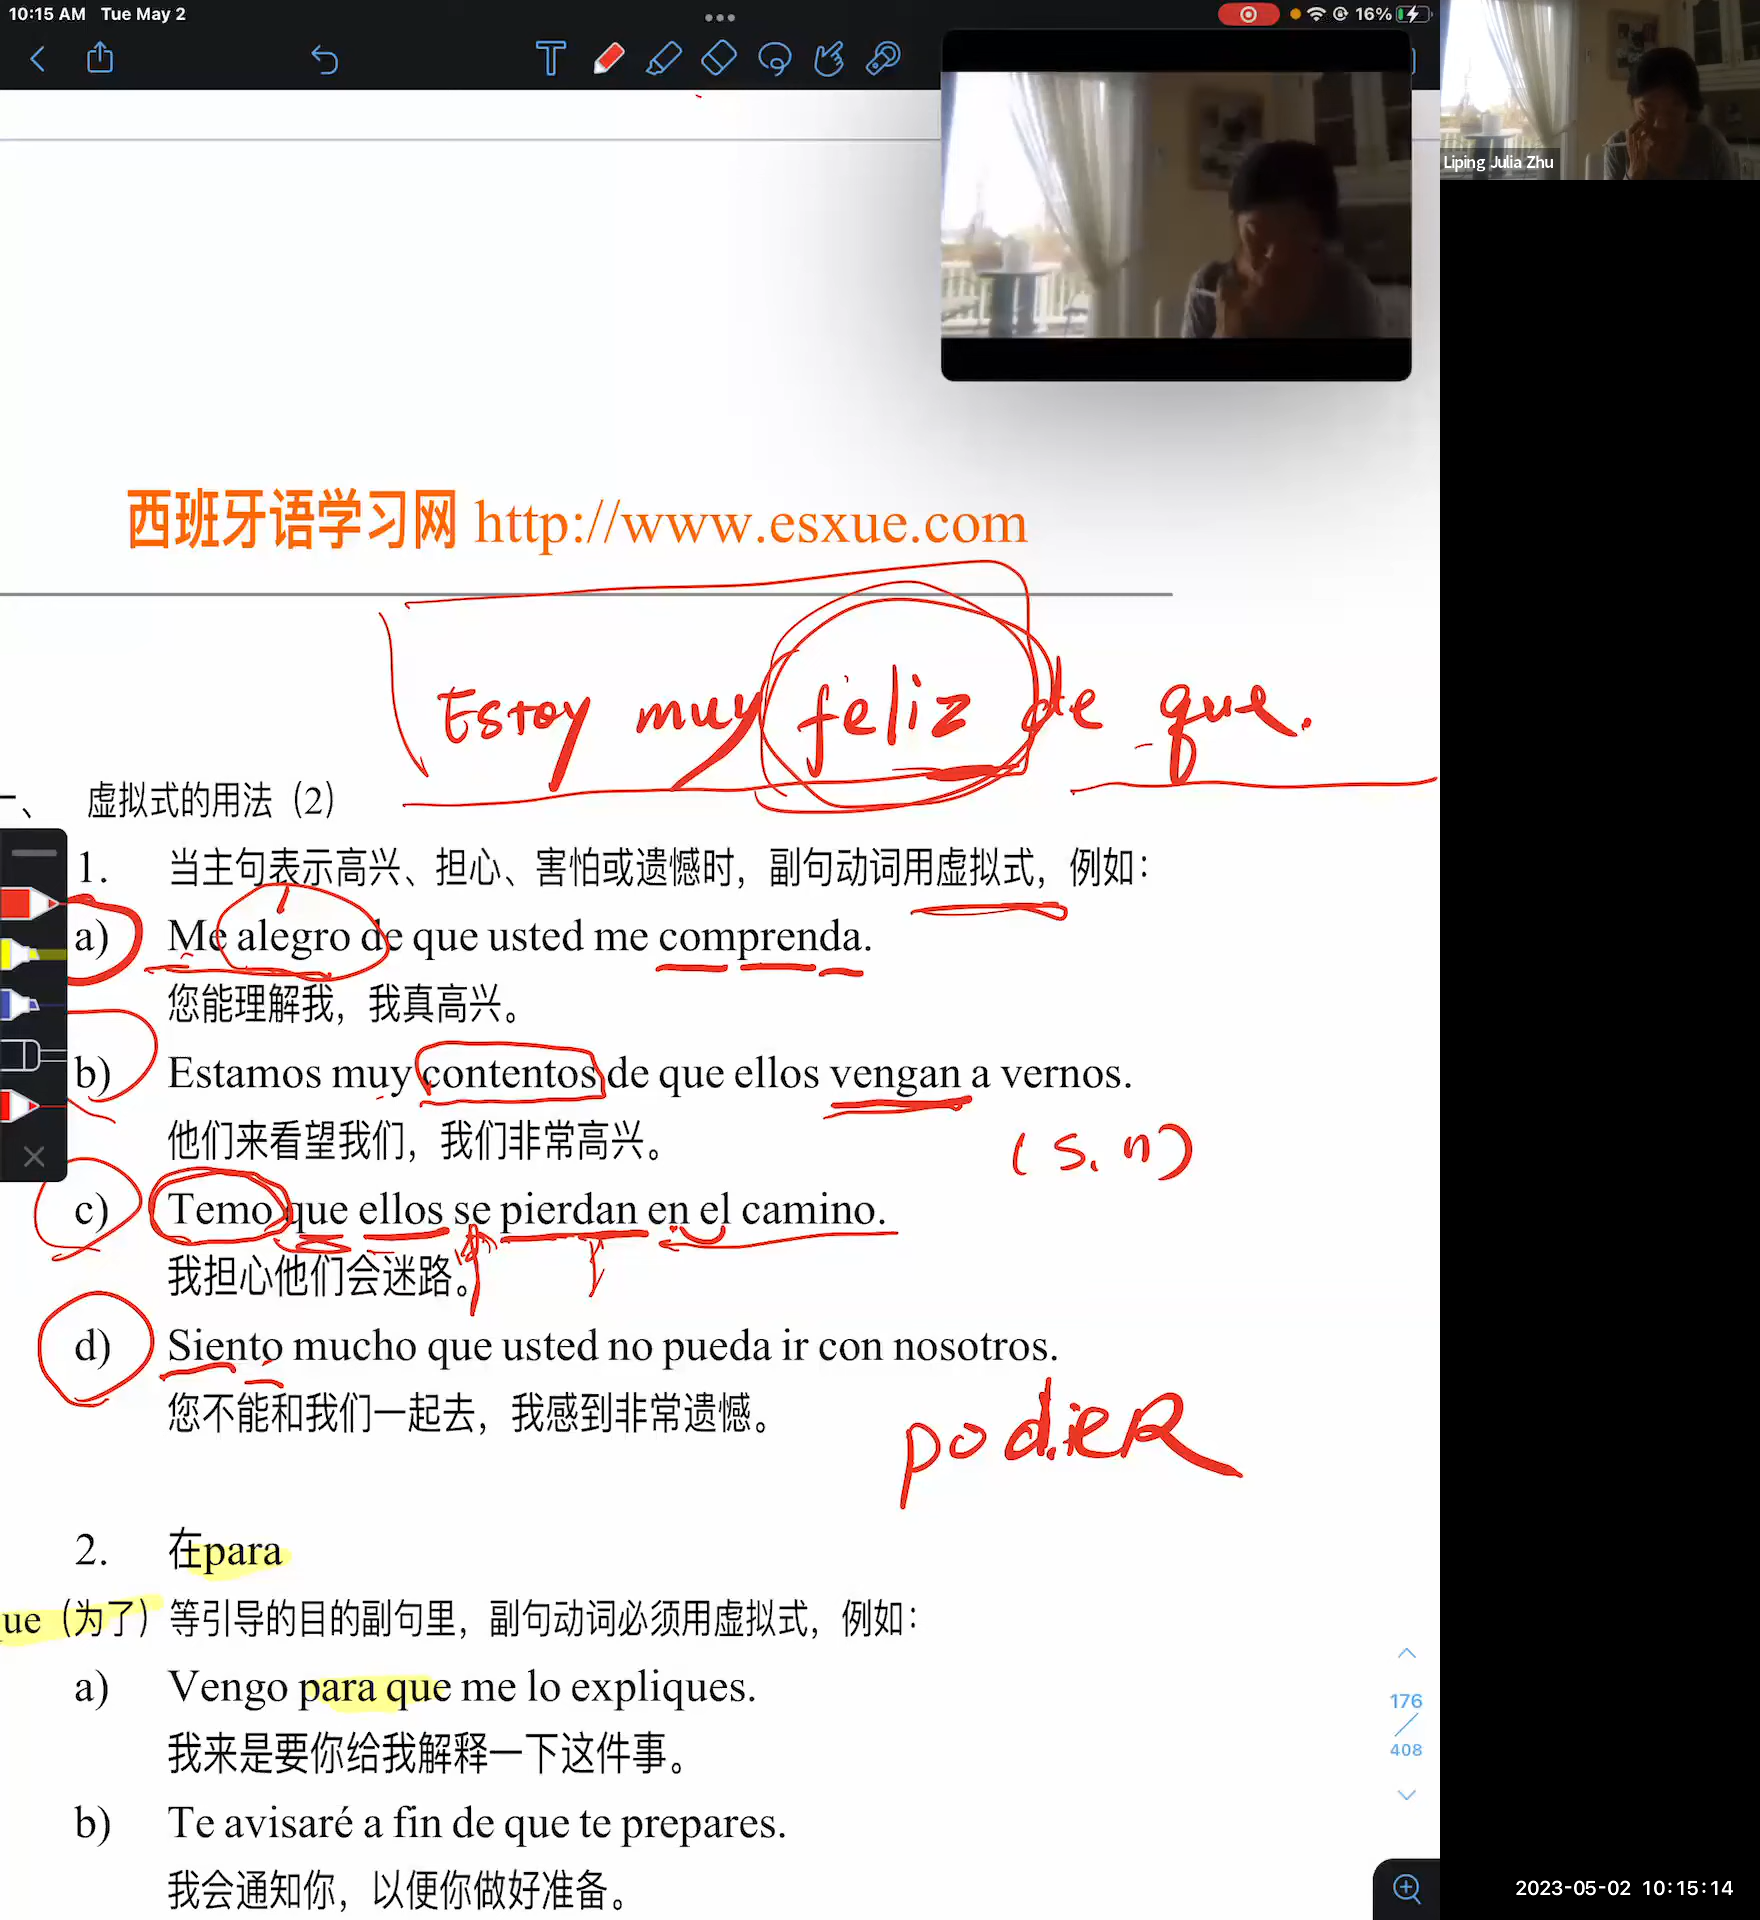 10:15 AM Tue May 2
16%
Liping Julia Zhu
西班牙语学习网 http://www.esxue.com
Estoy muy feliz de que.
一、 虚拟式的用法（2）
1. 当主句表示高兴、担心、害怕或遗憾时，副句动词用虚拟式，例如：
a) Me alegro de que usted me comprenda.
您能理解我，我真高兴。
b) Estamos muy contentos de que ellos vengan a vernos.
他们来看望我们，我们非常高兴。
(s, n)
c) Temo que ellos se pierdan en el camino.
我担心他们会迷路。
d) Siento mucho que usted no pueda ir con nosotros.
您不能和我们一起去，我感到非常遗憾。
podieR
2. 在para
ue（为了）等引导的目的副句里，副句动词必须用虚拟式，例如：
a) Vengo para que me lo expliques.
我来是要你给我解释一下这件事。
176
408
b) Te avisaré a fin de que te prepares.
我会通知你，以便你做好准备。
2023-05-02 10:15:14